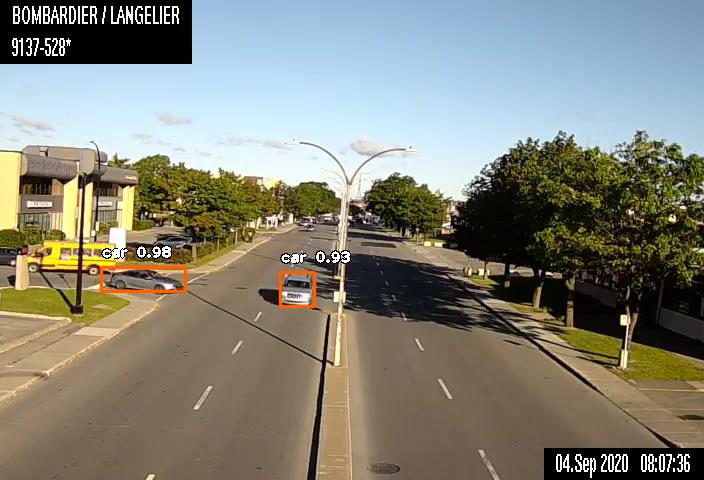 BOMBARDIER / LANGELIER
9137-528*
car 0.98
car 0.93
04.Sep 2020 08:07:36